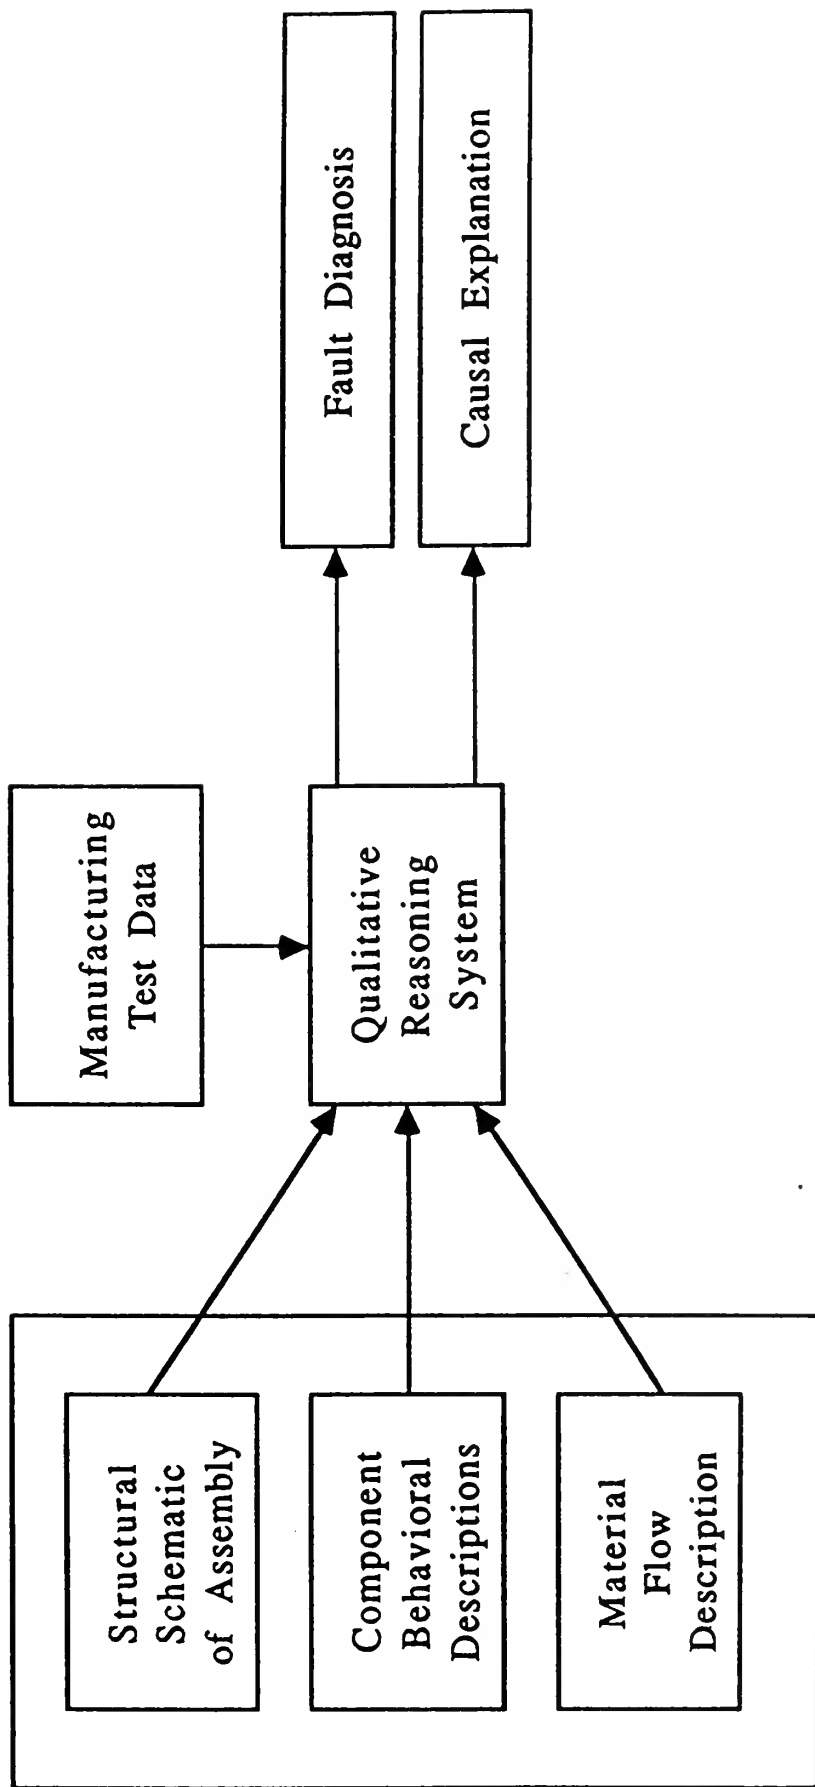 Structural
Schematic
of Assembly
Component
Behavioral
Descriptions
Material
Flow
Description
Manufacturing
Test Data
Qualitative
Reasoning
System
Fault Diagnosis
Causal Explanation